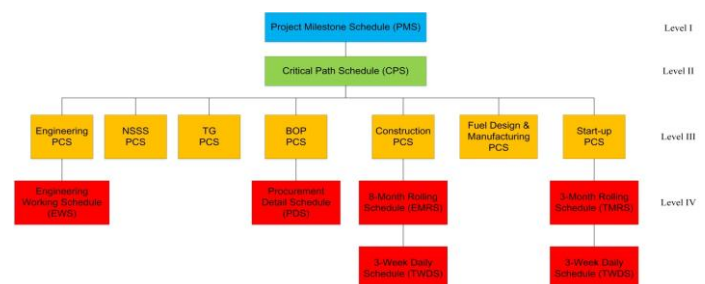 Project Milestone Schedule (PMS)
Level I
Critical Path Schedule (CPS)
Level II
Engineering
PCS
NSSS
PCS
TG
PCS
BOP
PCS
Construction
PCS
Fuel Design &
Manufacturing PCS
Start-up
PCS
Level III
Engineering
Working Schedule
(EWS)
Procurement
Detail Schedule
(PDS)
6-Month Rolling
Schedule (EMRS)
3-Month Rolling
Schedule (TMRS)
Level IV
3-Week Daily
Schedule (TWDS)
3-Week Daily
Schedule (TWDS)